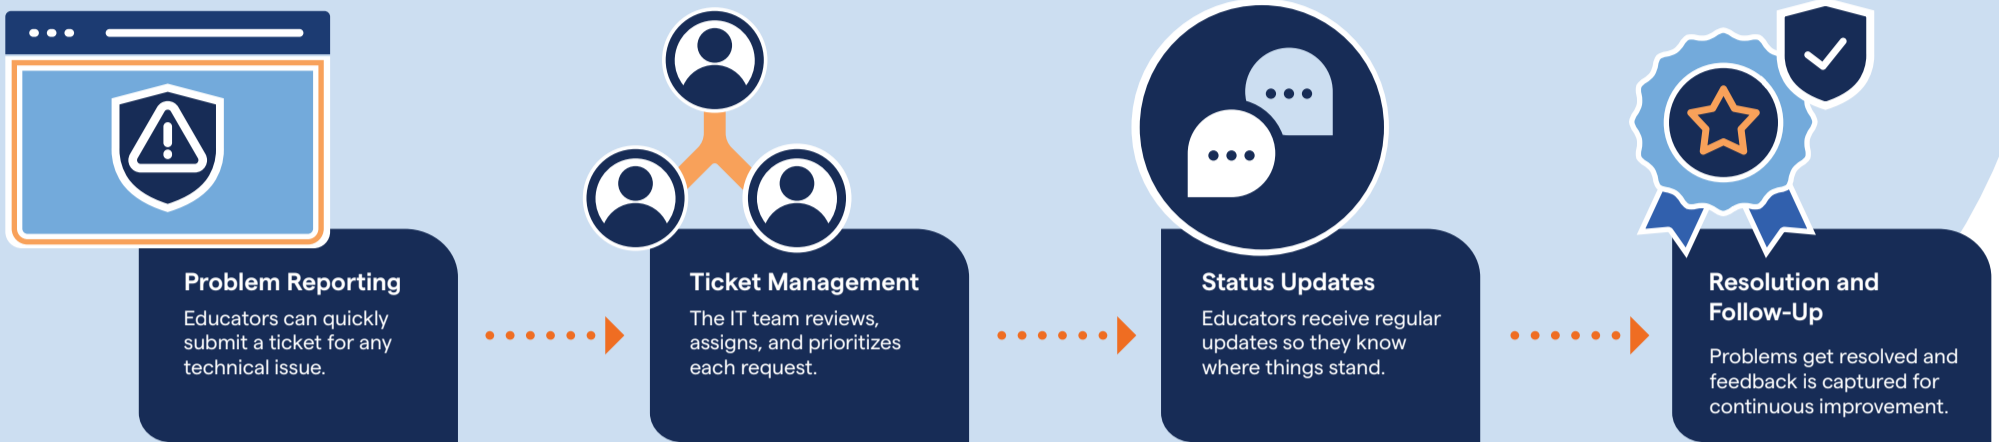 Problem Reporting
Educators can quickly
submit a ticket for any
technical issue.
Ticket Management
The IT team reviews,
assigns, and prioritizes
each request.
Status Updates
Educators receive regular
updates so they know
where things stand.
Resolution and
Follow-Up
Problems get resolved and
feedback is captured for
continuous improvement.